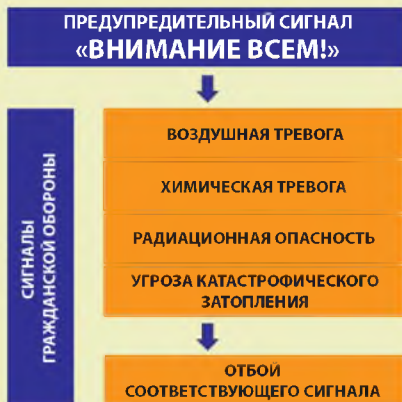 ПРЕДУПРЕДИТЕЛЬНЫЙ СИГНАЛ
«ВНИМАНИЕ ВСЕМ!»
СИГНАЛЫ
ГРАЖДАНСКОЙ ОБОРОНЫ
ВОЗДУШНАЯ ТРЕВОГА
ХИМИЧЕСКАЯ ТРЕВОГА
РАДИАЦИОННАЯ ОПАСНОСТЬ
УГРОЗА КАТАСТРОФИЧЕСКОГО
ЗАТОПЛЕНИЯ
ОТБОЙ
СООТВЕТСТВУЮЩЕГО СИГНАЛА